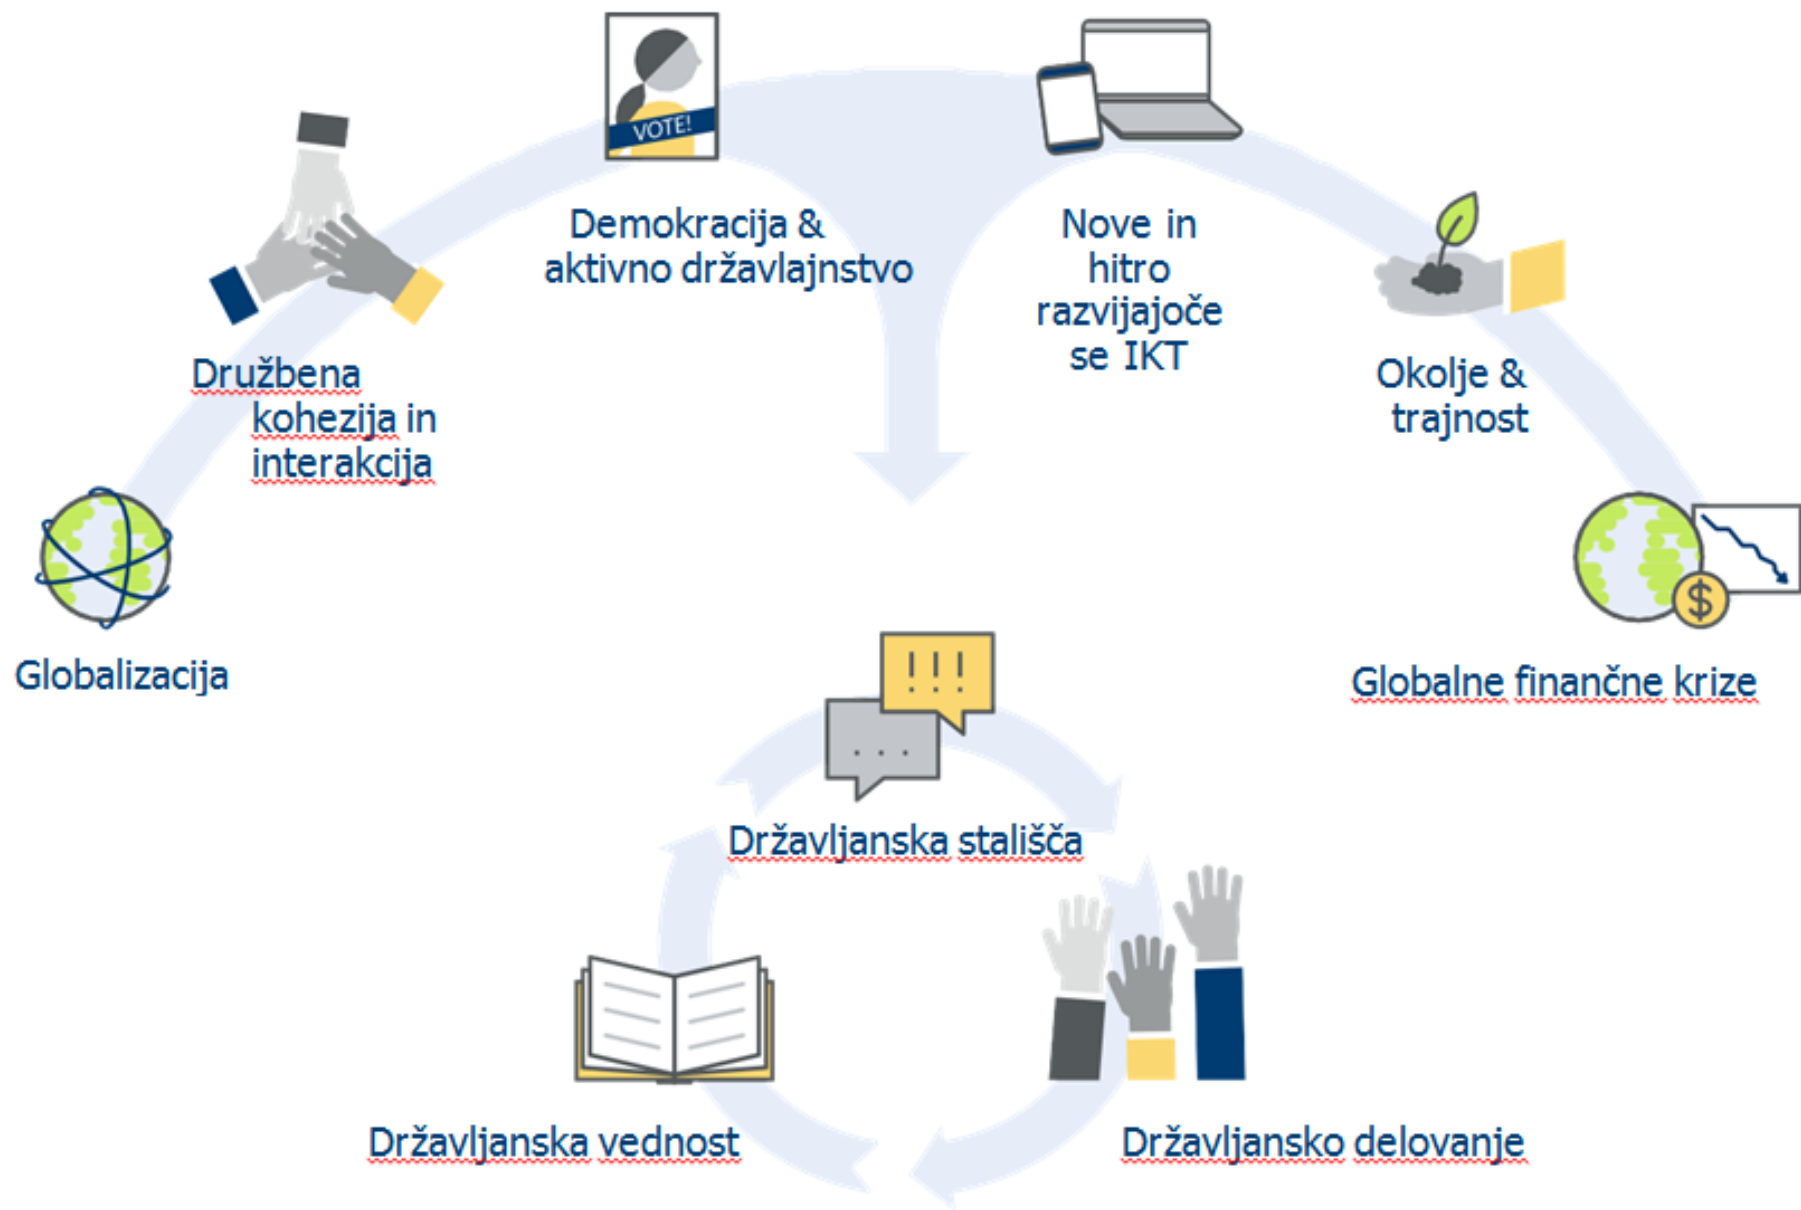 VOTE!
Demokracija &
aktivno državlajnstvo
Nove in
hitro
razvijajoče
se IKT
Družbena
kohezija in
interakcija
Okolje &
trajnost
Globalizacija
$
Globalne finančne krize
! ! !
. . .
Državljanska stališča
Državljanska vednost
Državljansko delovanje